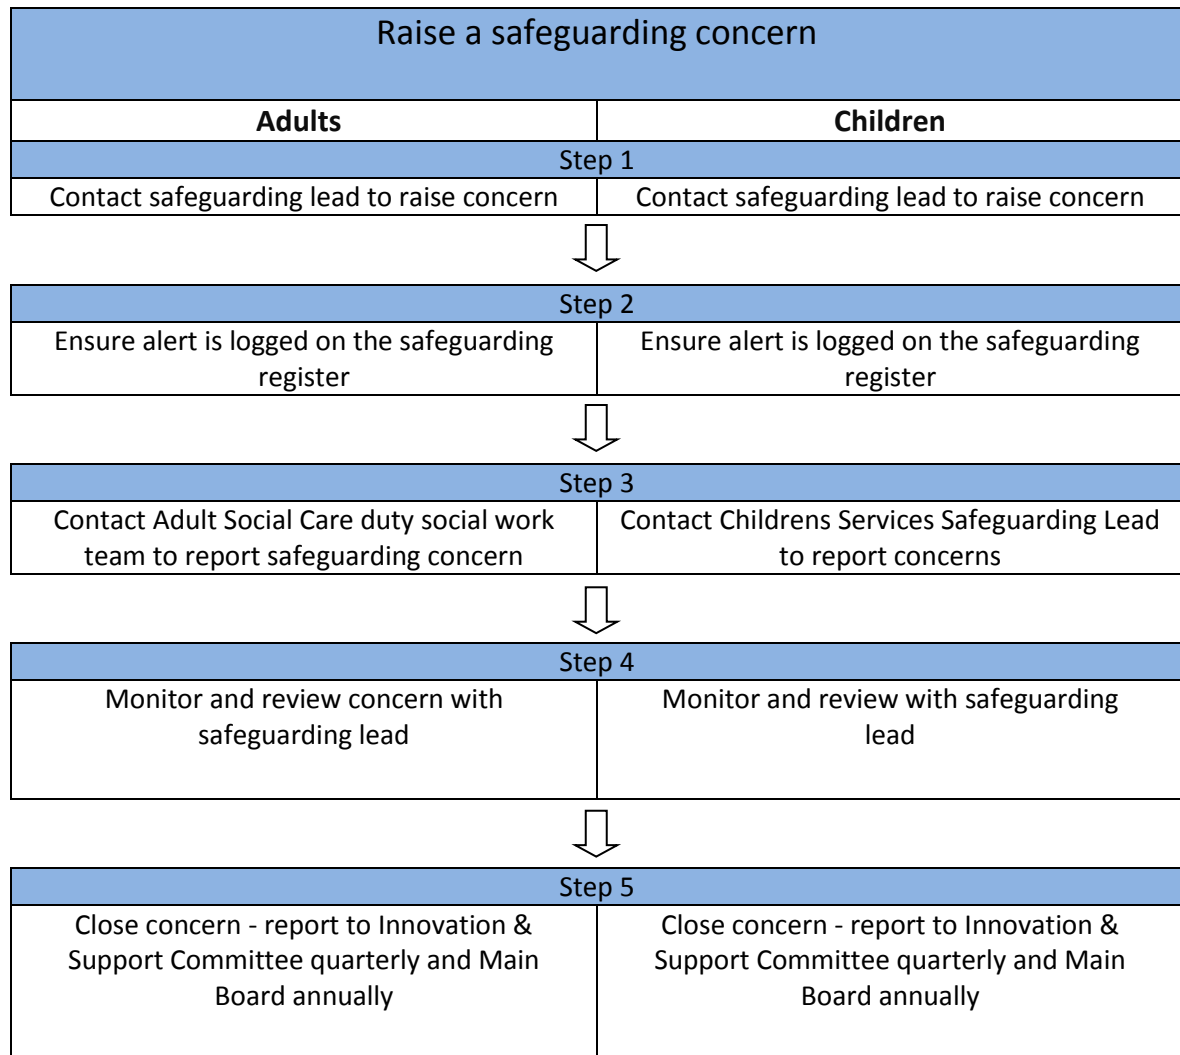 Raise a safeguarding concern
Adults
Children
Step 1
Contact safeguarding lead to raise concern
Contact safeguarding lead to raise concern
Step 2
Ensure alert is logged on the safeguarding
register
Ensure alert is logged on the safeguarding
register
Step 3
Contact Adult Social Care duty social work
team to report safeguarding concern
Contact Childrens Services Safeguarding Lead
to report concerns
Step 4
Monitor and review concern with
safeguarding lead
Monitor and review with safeguarding
lead
Step 5
Close concern - report to Innovation &
Support Committee quarterly and Main
Board annually
Close concern - report to Innovation &
Support Committee quarterly and Main
Board annually